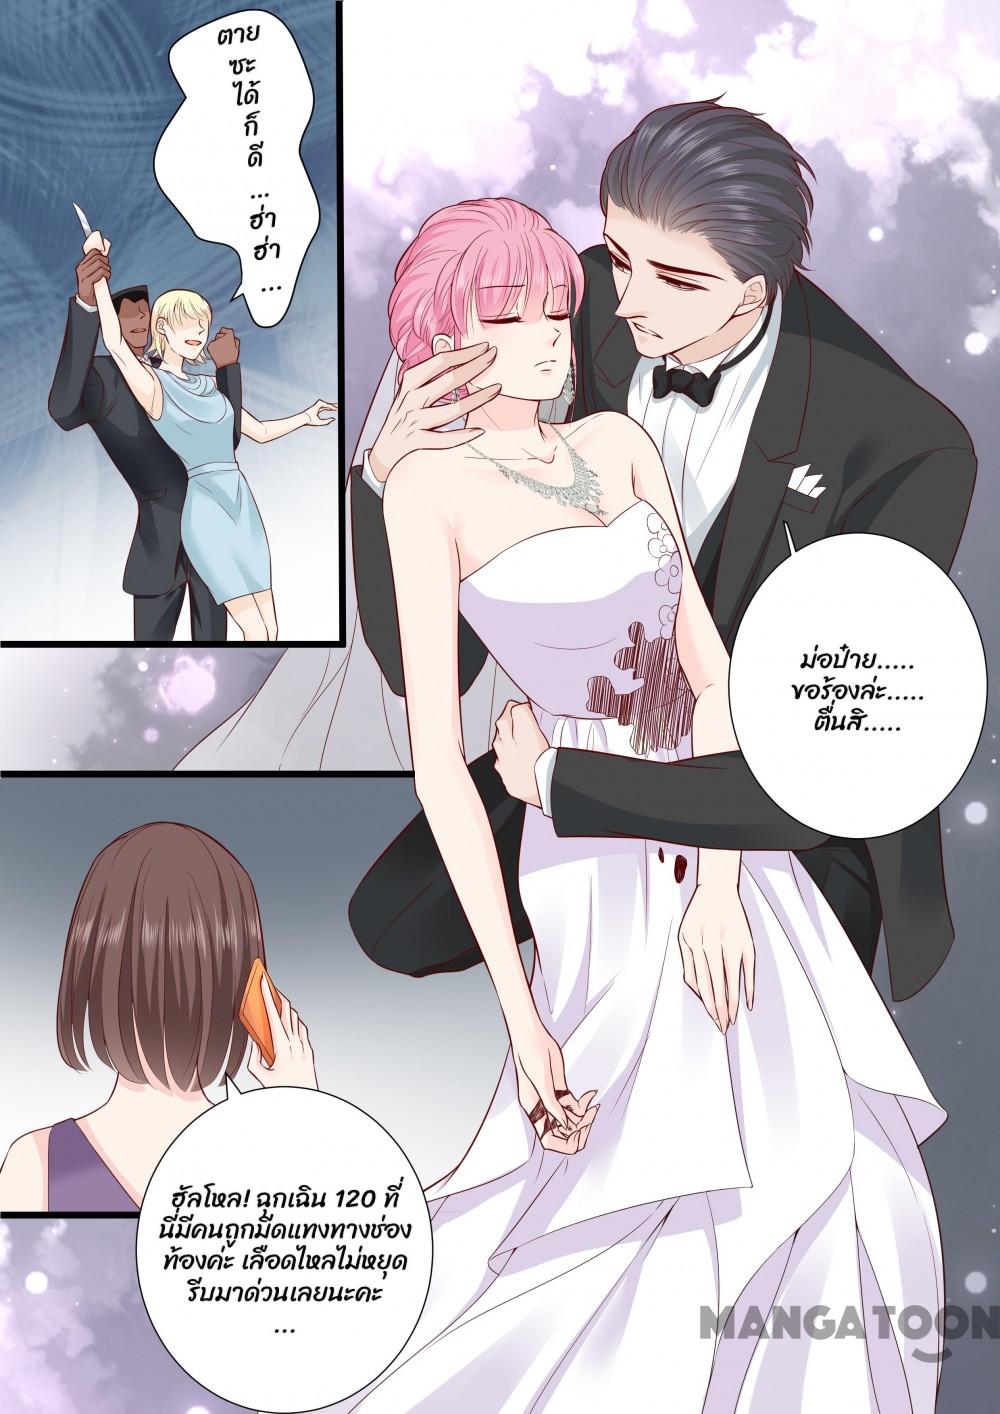 ตาย
ซะ
ได้
ก็
ดี
...
ฮ่า
ฮ่า
...
ม่อป๋าย.....
ขอร้องล่ะ.....
ตื่นสิ.....
ฮัลโหล! ฉุกเฉิน 120 ที่
นี่มีคนถูกมีดแทงทางช่อง
ท้องค่ะ เลือดไหลไม่หยุด
รีบมาด่วนเลยนะคะ
...
MANGATOON